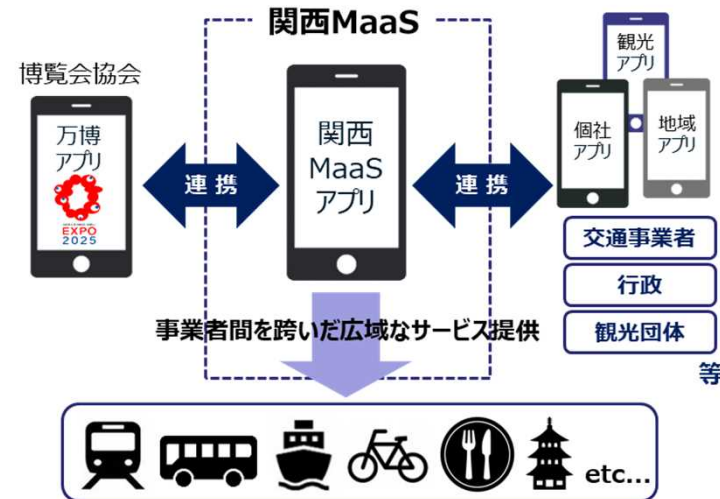 関西MaaS
博覧会協会
万博
アプリ
EXPO
2025
連携
関西
MaaS
アプリ
連携
観光
アプリ
個社
アプリ
地域
アプリ
交通事業者
行政
観光団体
等
事業者間を跨いだ広域なサービス提供
etc...